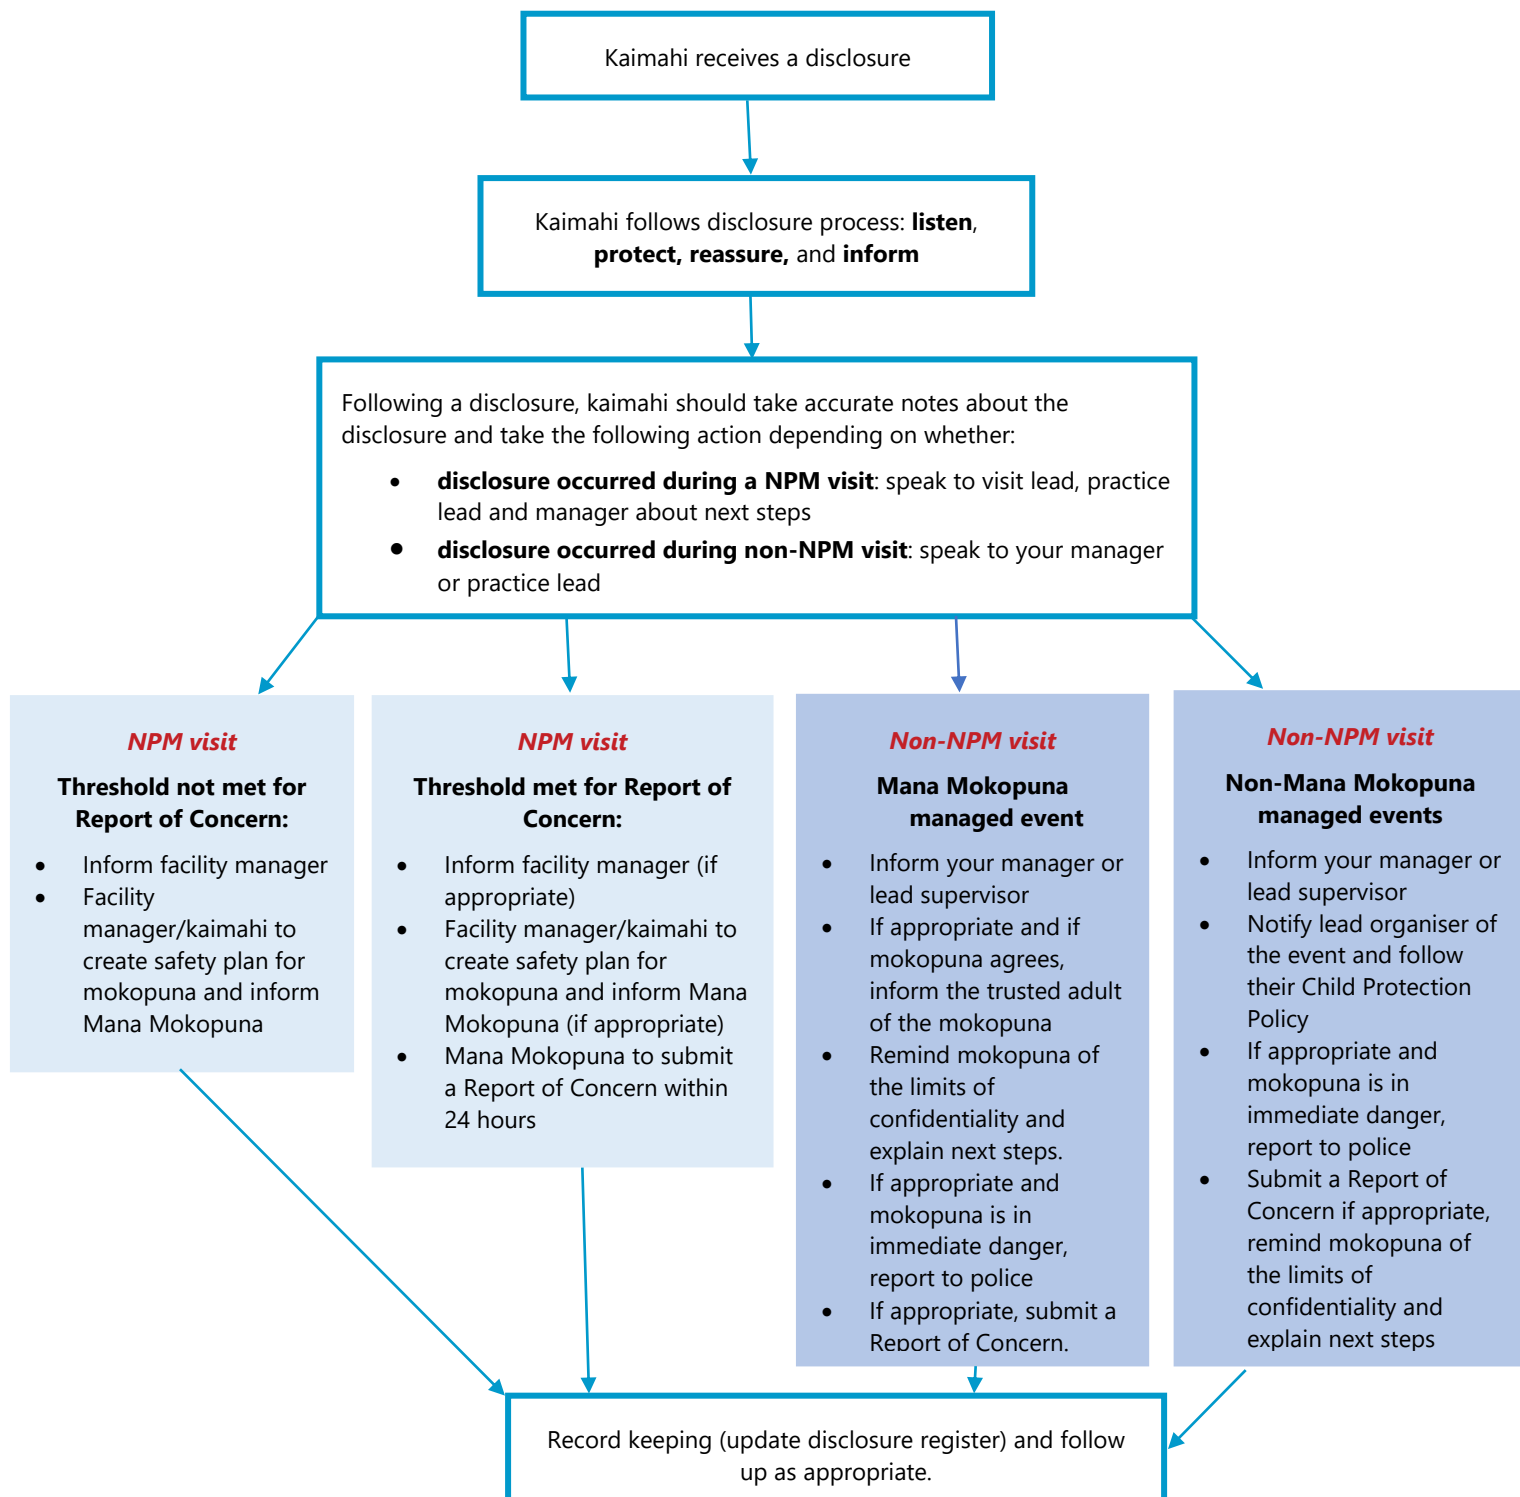 Kaimahi receives a disclosure
Kaimahi follows disclosure process: listen,
protect, reassure, and inform
Following a disclosure, kaimahi should take accurate notes about the
disclosure and take the following action depending on whether:
• disclosure occurred during a NPM visit: speak to visit lead, practice
lead and manager about next steps
• disclosure occurred during non-NPM visit: speak to your manager
or practice lead
NPM visit
Threshold not met for
Report of Concern:
• Inform facility manager
• Facility
manager/kaimahi to
create safety plan for
mokopuna and inform
Mana Mokopuna
NPM visit
Threshold met for Report of
Concern:
• Inform facility manager (if
appropriate)
• Facility manager/kaimahi to
create safety plan for
mokopuna and inform Mana
Mokopuna (if appropriate)
• Mana Mokopuna to submit
a Report of Concern within
24 hours
Non-NPM visit
Mana Mokopuna
managed event
• Inform your manager or
lead supervisor
• If appropriate and if
mokopuna agrees,
inform the trusted adult
of the mokopuna
• Remind mokopuna of
the limits of
confidentiality and
explain next steps.
• If appropriate and
mokopuna is in
immediate danger,
report to police
• If appropriate, submit a
Report of Concern.
Non-NPM visit
Non-Mana Mokopuna
managed events
• Inform your manager or
lead supervisor
• Notify lead organiser of
the event and follow
their Child Protection
Policy
• If appropriate and
mokopuna is in
immediate danger,
report to police
• Submit a Report of
Concern if appropriate,
remind mokopuna of
the limits of
confidentiality and
explain next steps
Record keeping (update disclosure register) and follow
up as appropriate.